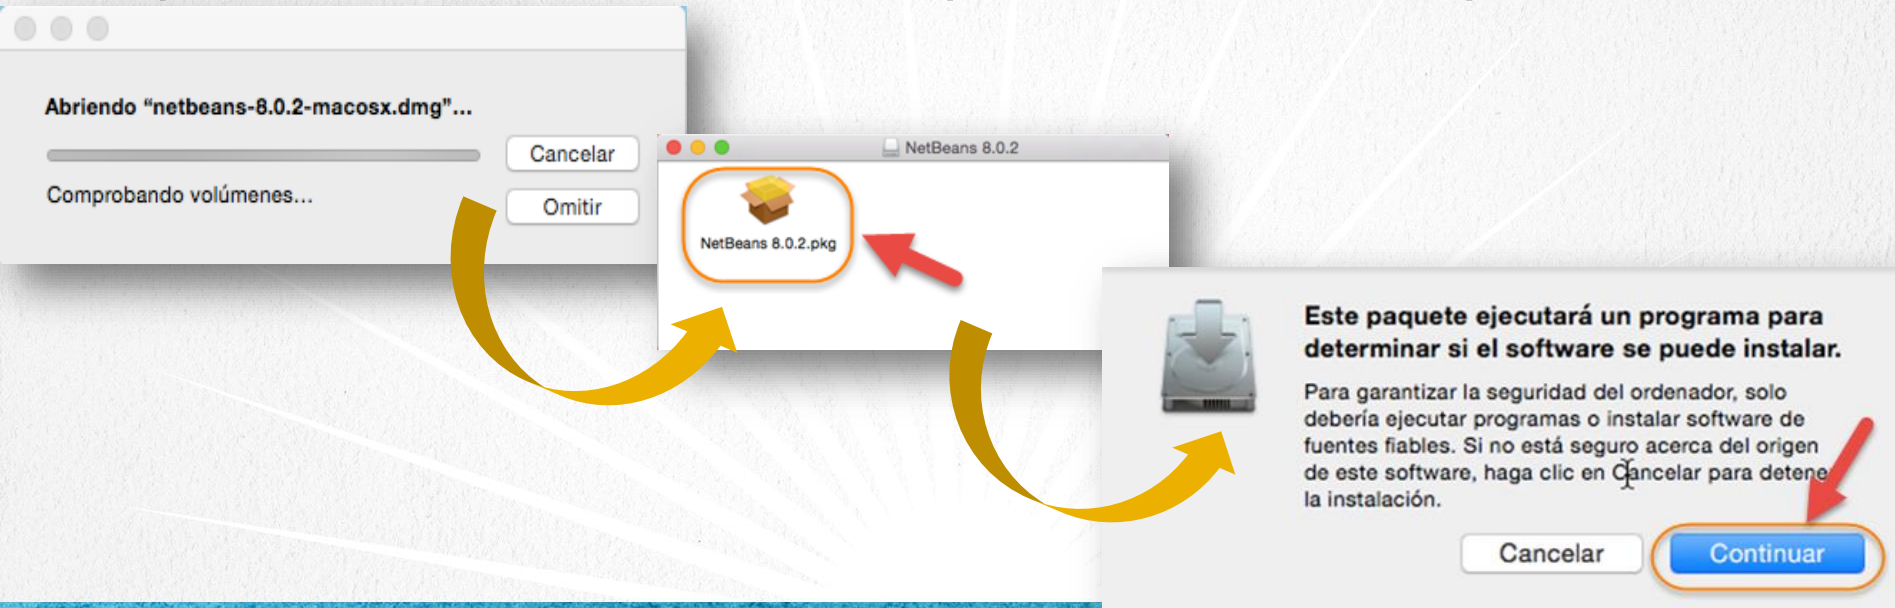 Abriendo “netbeans-8.0.2-macosx.dmg”...
Cancelar
Comprobando volúmenes...
Omitir
NetBeans 8.0.2
NetBeans 8.0.2.pkg
Este paquete ejecutará un programa para
determinar si el software se puede instalar.
Para garantizar la seguridad del ordenador, solo
debería ejecutar programas o instalar software de
fuentes fiables. Si no está seguro acerca del origen
de este software, haga clic en Cancelar para detene
la instalación.
Cancelar
Continuar